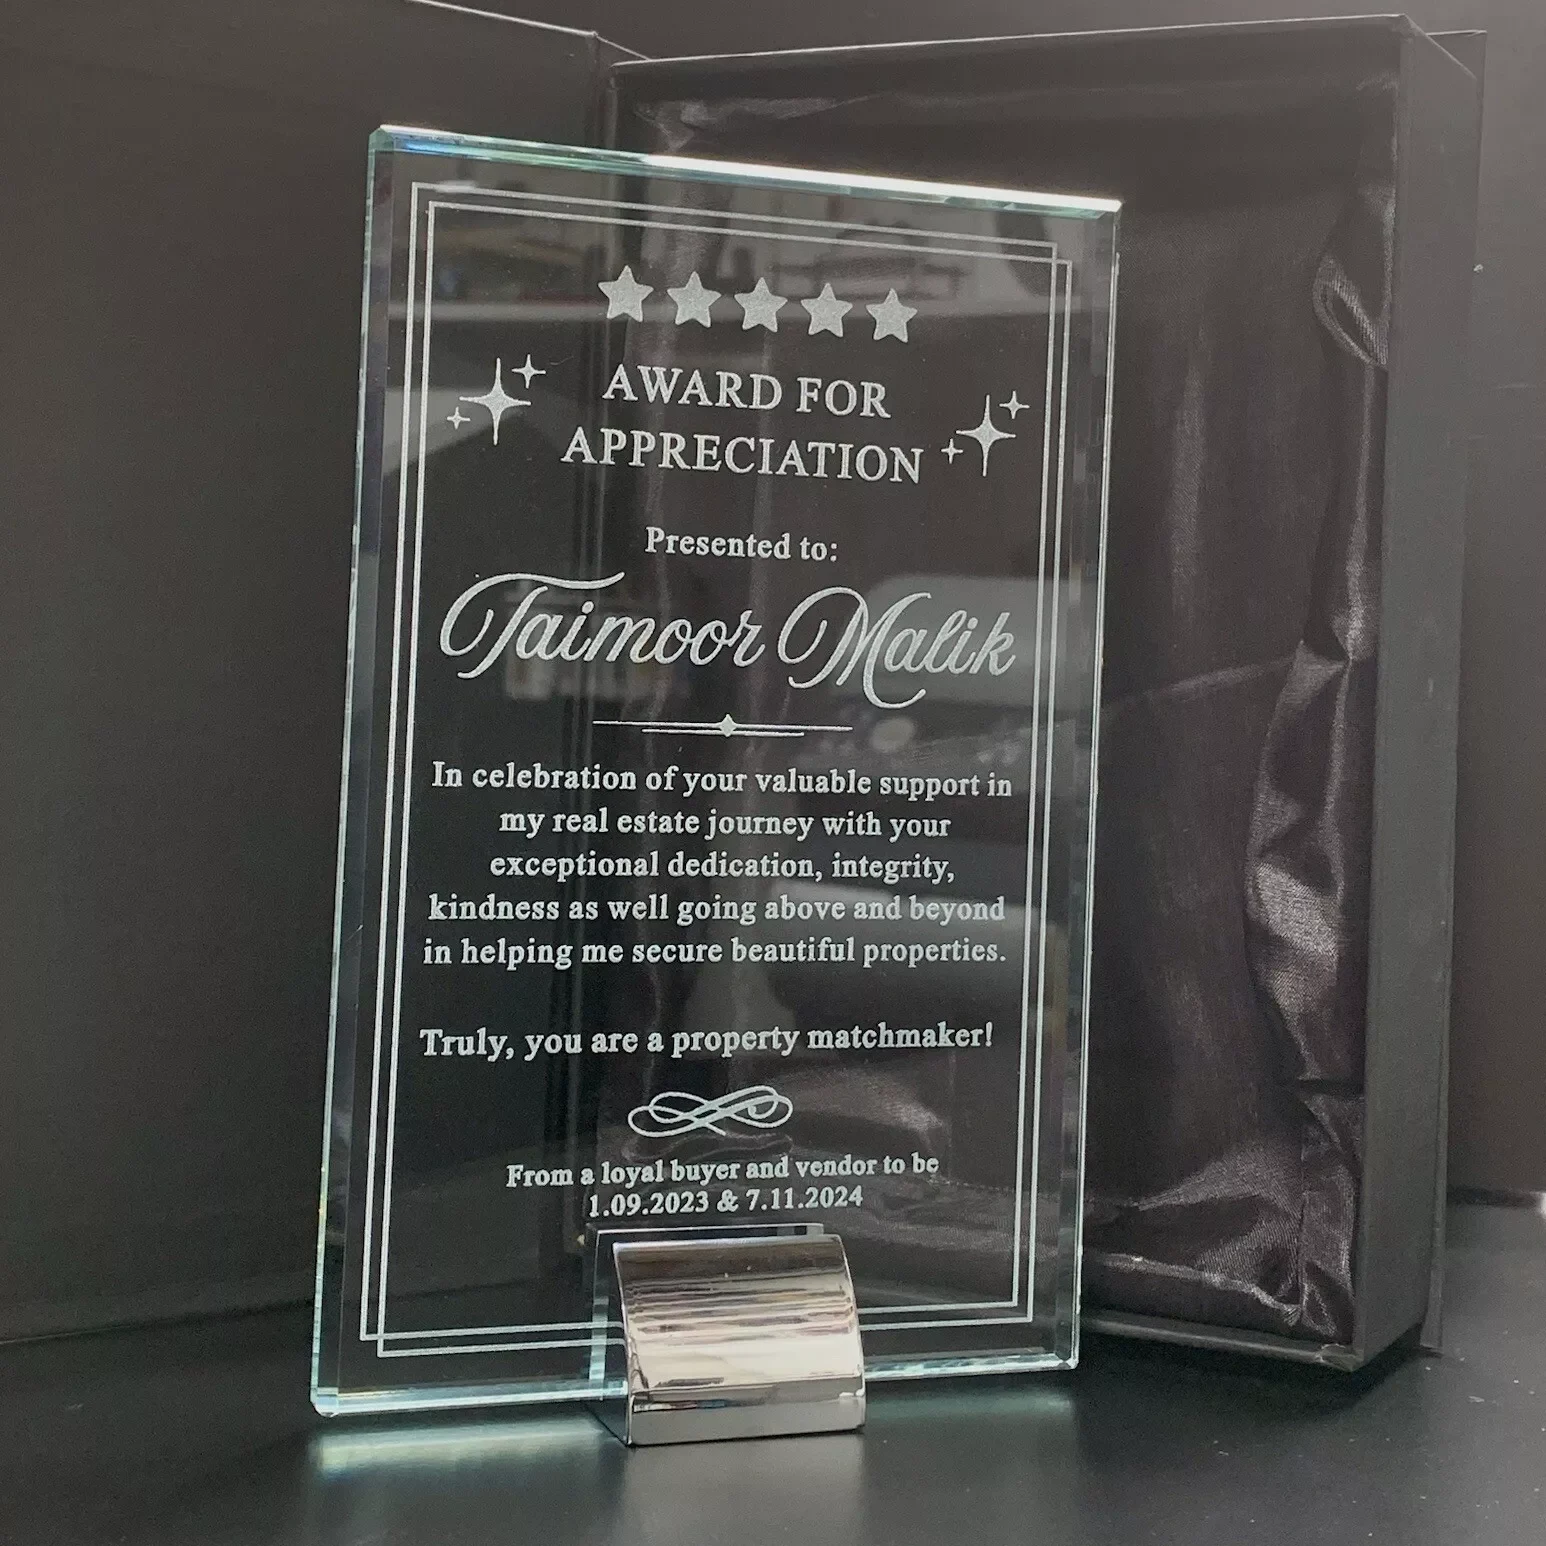 AWARD FOR
APPRECIATION
Presented to:
Taimoor Malik
In celebration of your valuable support in
my real estate journey with your
exceptional dedication, integrity,
kindness as well going above and beyond
in helping me secure beautiful properties.
Truly, you are a property matchmaker!
From a loyal buyer and vendor to be
1.09.2023 & 7.11.2024